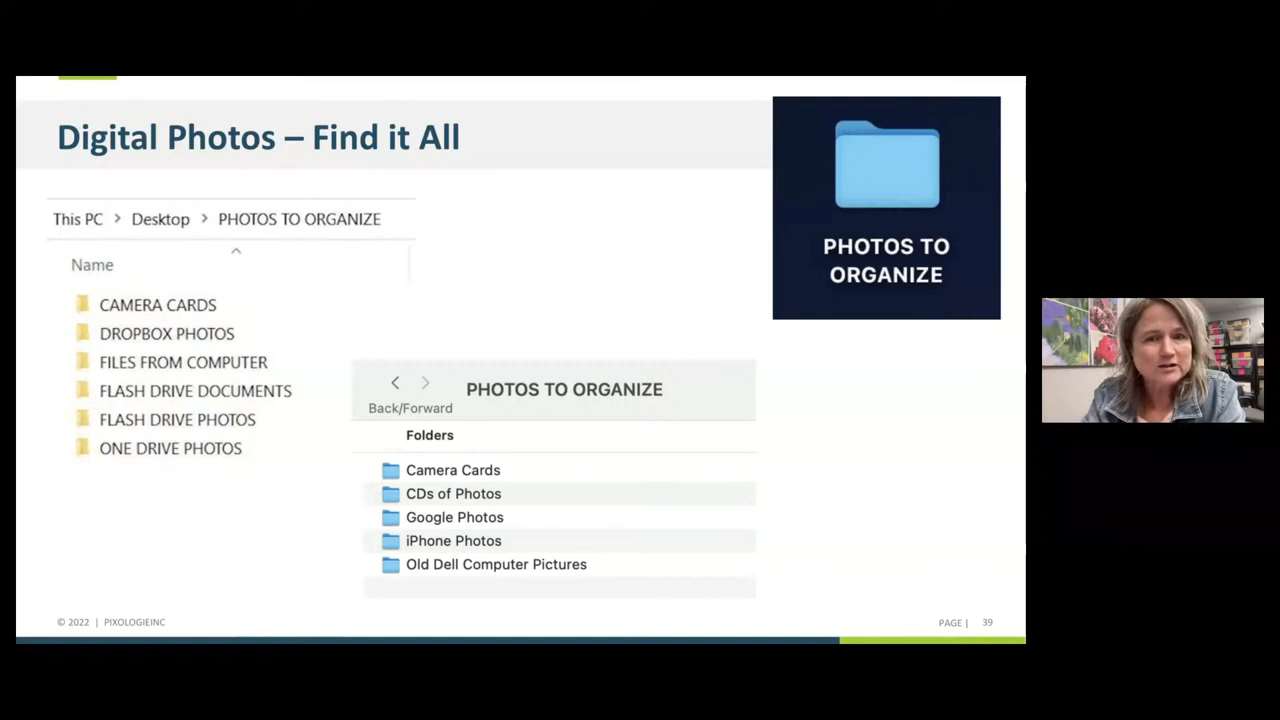 Digital Photos – Find it All
This PC > Desktop > PHOTOS TO ORGANIZE
Name
CAMERA CARDS
DROPBOX PHOTOS
FILES FROM COMPUTER
FLASH DRIVE DOCUMENTS
FLASH DRIVE PHOTOS
ONE DRIVE PHOTOS
PHOTOS TO
ORGANIZE
PHOTOS TO ORGANIZE
Back/Forward
Folders
Camera Cards
CDs of Photos
Google Photos
iPhone Photos
Old Dell Computer Pictures
© 2022 | PIXOLOGIEINC
PAGE | 39